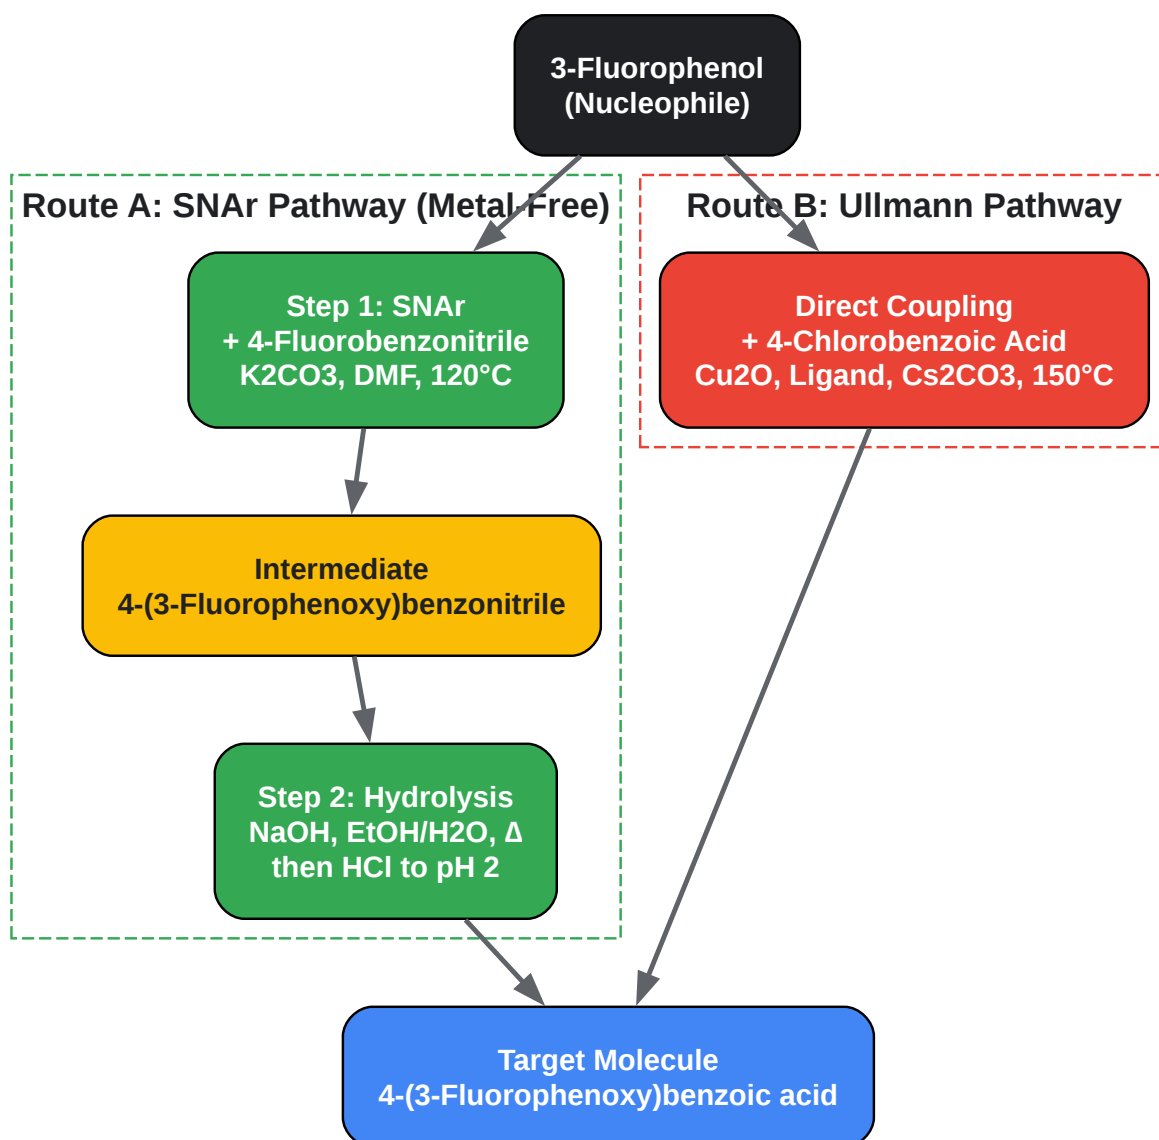 3-Fluorophenol
(Nucleophile)
Route A: SNAr Pathway (Metal-Free)
Route B: Ullmann Pathway
Step 1: SNAr
+ 4-Fluorobenzonitrile
K2CO3, DMF, 120°C
Direct Coupling
+ 4-Chlorobenzoic Acid
Cu2O, Ligand, Cs2CO3, 150°C
Intermediate
4-(3-Fluorophenoxy)benzonitrile
Step 2: Hydrolysis
NaOH, EtOH/H2O, Δ
then HCl to pH 2
Target Molecule
4-(3-Fluorophenoxy)benzoic acid